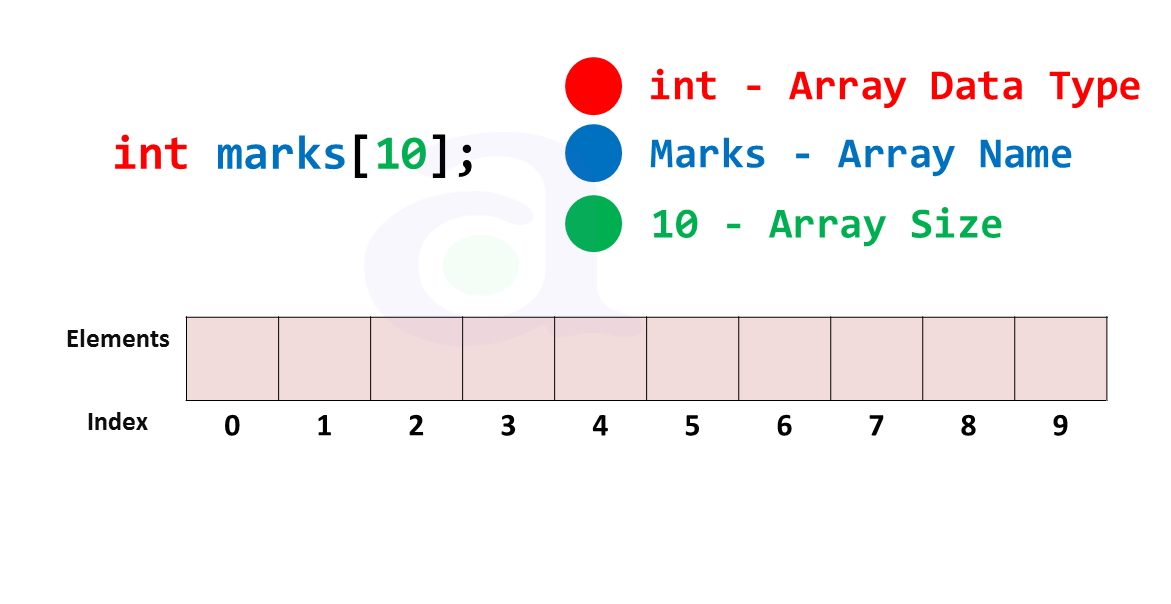 int marks[10];
int - Array Data Type
Marks - Array Name
10 - Array Size
Elements
Index 0 1 2 3 4 5 6 7 8 9